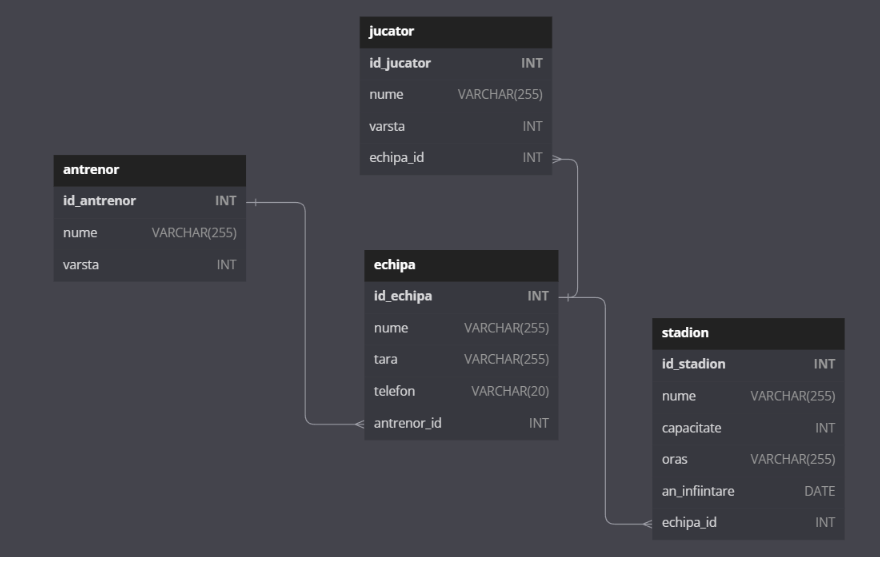 jucator
id_jucator INT
nume VARCHAR(255)
varsta INT
echipa_id INT
antrenor
id_antrenor INT
nume VARCHAR(255)
varsta INT
echipa
id_echipa INT
nume VARCHAR(255)
tara VARCHAR(255)
telefon VARCHAR(20)
antrenor_id INT
stadion
id_stadion INT
nume VARCHAR(255)
capacitate INT
oras VARCHAR(255)
an_infiintare DATE
echipa_id INT